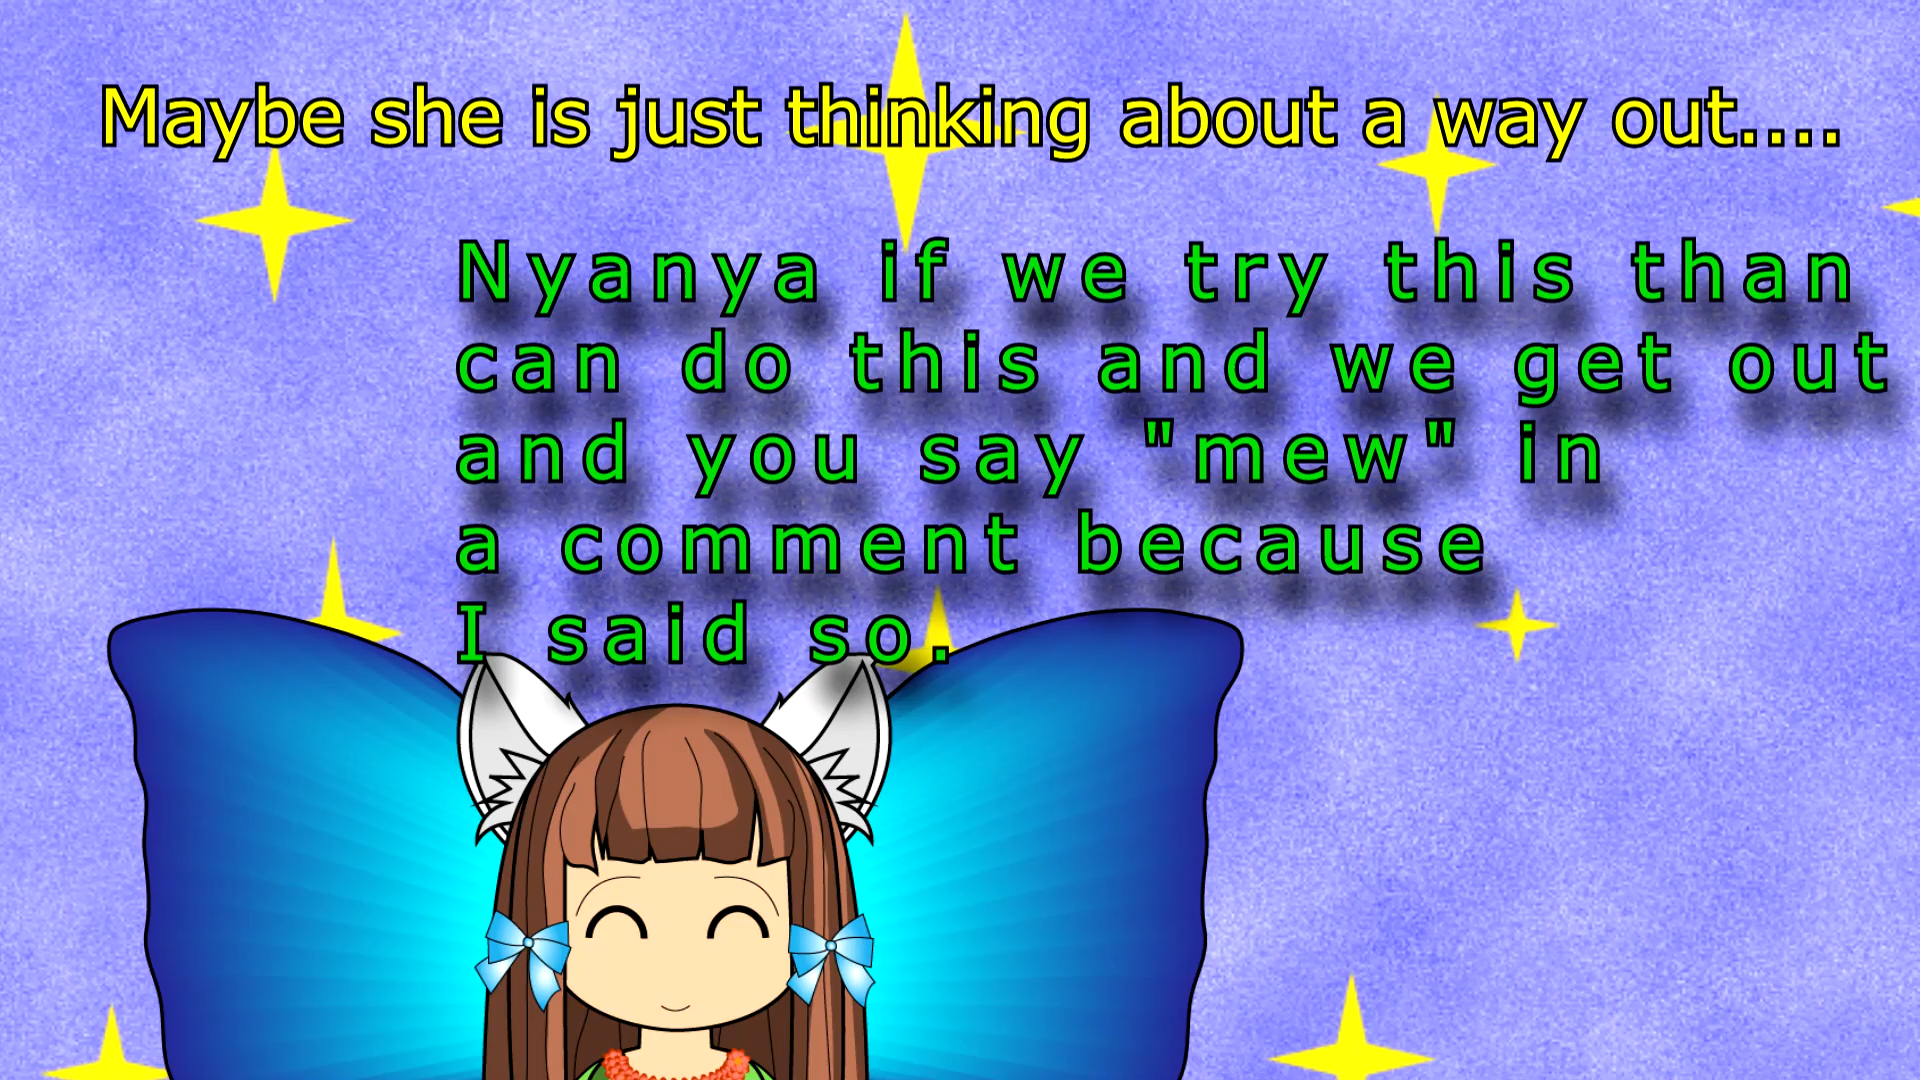 Maybe she is just thinking about a way out....
Nyanya if we try this than
can do this and we get out
and you say "mew" in
a comment because
I said so.